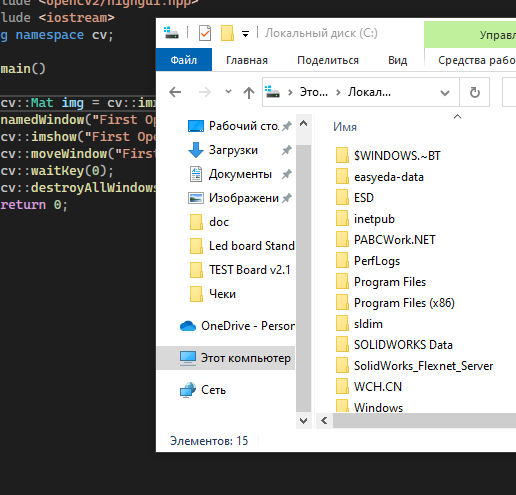 lude <opencv2/highgui.hpp>
lude <iostream>
g namespace cv;
main()
cv::Mat img = cv::im
namedWindow("First Op
cv::imshow("First Ope
cv::moveWindow("First
cv::waitKey(0);
cv::destroyAllWindows
return 0;
Локальный диск (C:)
Управл
Файл
Главная
Поделиться
Вид
Средства рабо
Это...
Локал...
Рабочий сто.
Загрузки
Документы
Изображени
doc
Led board Stand
TEST Board v2.1
Чеки
OneDrive - Person
Этот компьютер
Сеть
Имя
$WINDOWS.~BT
easyeda-data
ESD
inetpub
PABCWork.NET
PerfLogs
Program Files
Program Files (x86)
sldim
SOLIDWORKS Data
SolidWorks_Flexnet_Server
WCH.CN
Windows
Элементов: 15